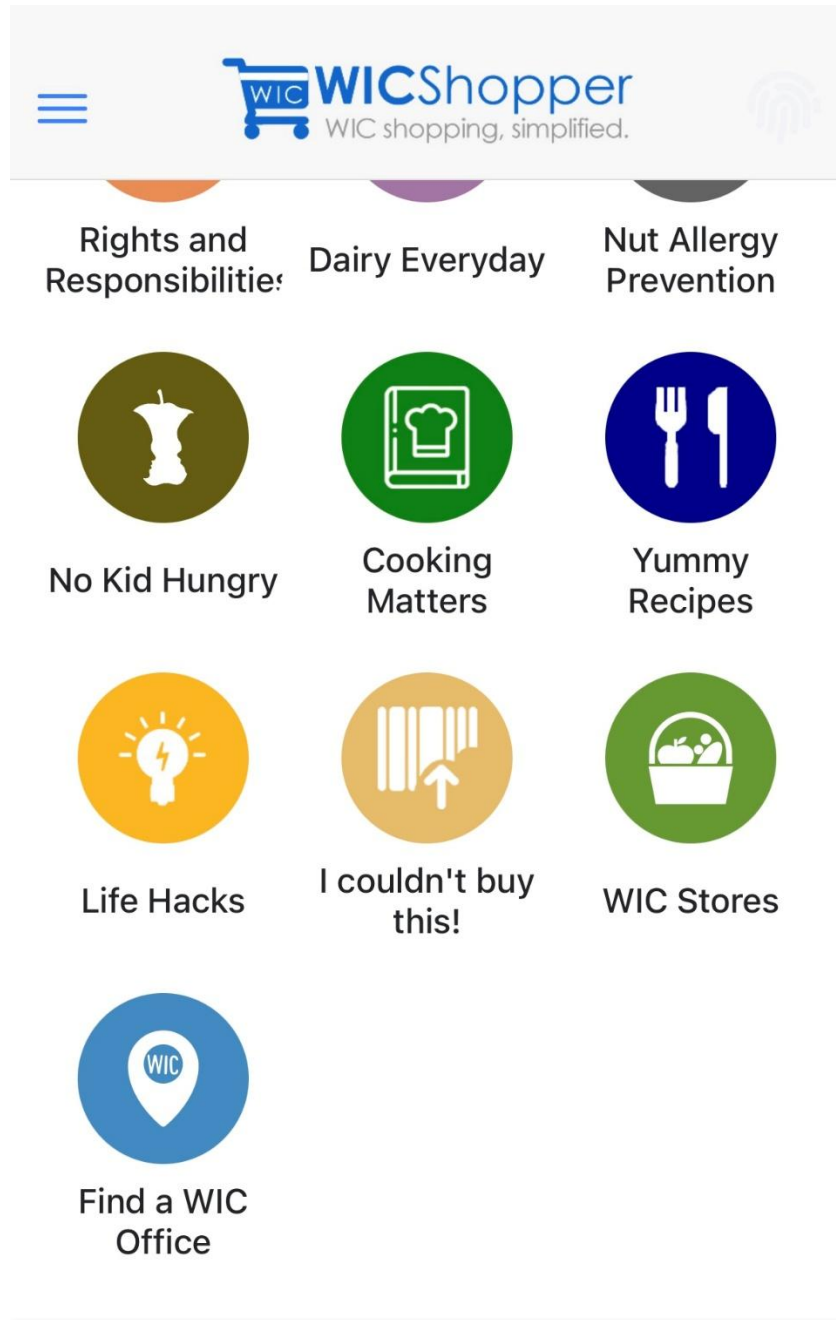 WIC
WICShopper
WIC shopping, simplified.
Rights and
Responsibilities
Dairy Everyday
Nut Allergy
Prevention
No Kid Hungry
Cooking
Matters
Yummy
Recipes
Life Hacks
I couldn't buy
this!
WIC Stores
WIC
Find a WIC
Office